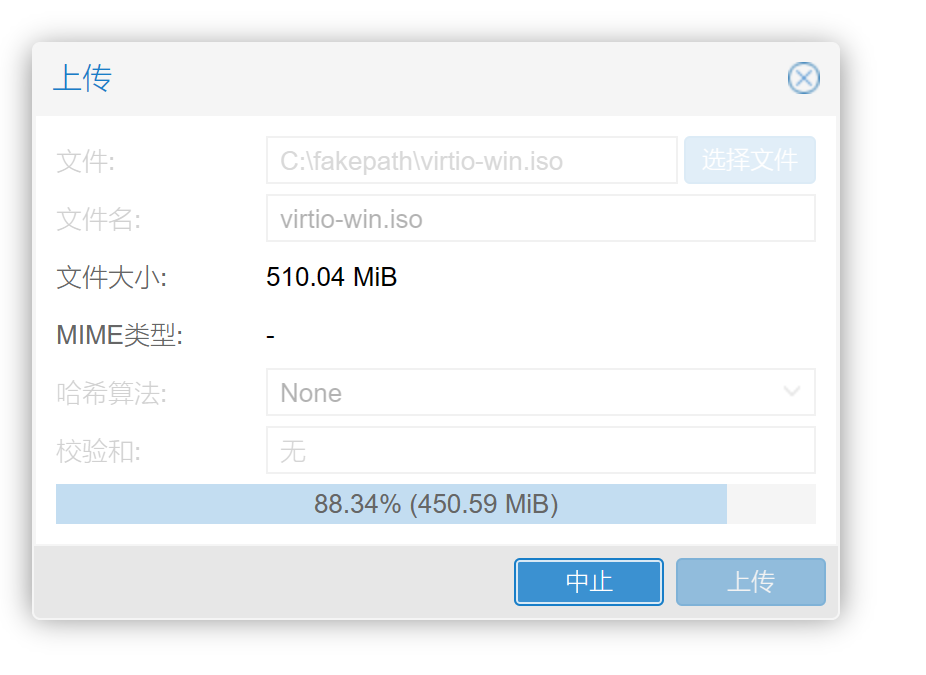 上传
文件: C:\fakepath\virtio-win.iso 选择文件
文件名: virtio-win.iso
文件大小: 510.04 MiB
MIME类型: -
哈希算法: None
校验和: 无
88.34% (450.59 MiB)
中止 上传